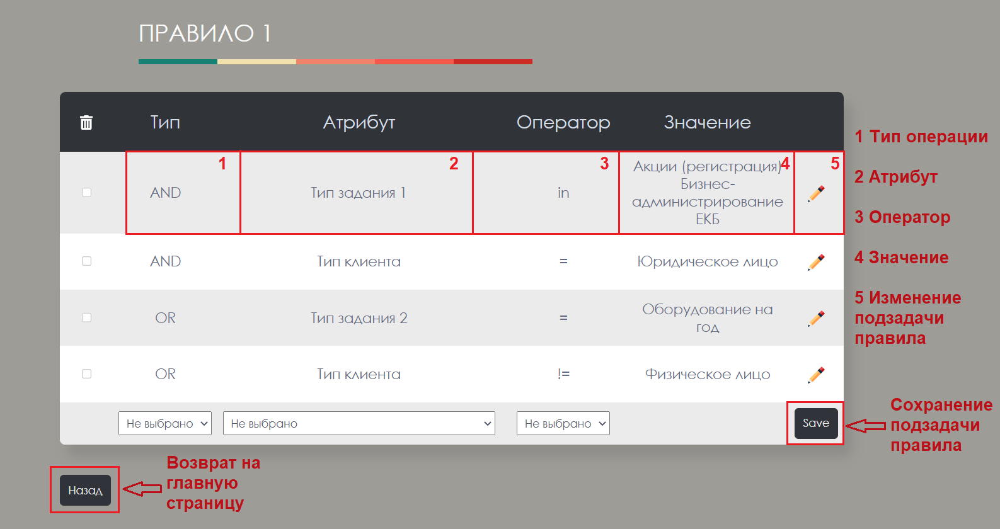 ПРАВИЛО 1
Тип Атрибут Оператор Значение
1 2 3 4 5
AND Тип задания 1 in Акции (регистрация)
Бизнес-
администрирование
ЕКБ
AND Тип клиента = Юридическое лицо
OR Тип задания 2 = Оборудование на
год
OR Тип клиента != Физическое лицо
Не выбрано Не выбрано Не выбрано Save
Назад
1 Тип операции
2 Атрибут
3 Оператор
4 Значение
5 Изменение
подзадачи
правила
Сохранение
подзадачи
правила
Возврат на
главную
страницу